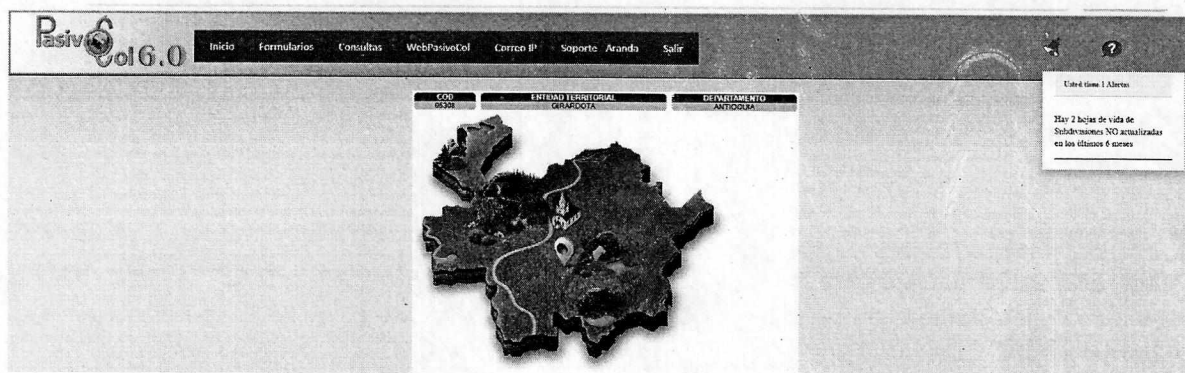 PasivoCol 6.0
Inicio Formularios Consultas WebPasivoCol Correo IP Soporte Aranda Salir
?
Usted tiene 1 Alertas
Hay 2 hojas de vida de
Subdivisiones NO actualizadas
en los últimos 6 meses
COD ENTIDAD TERRITORIAL DEPARTAMENTO
05308 GIRARDOTA ANTIOQUIA